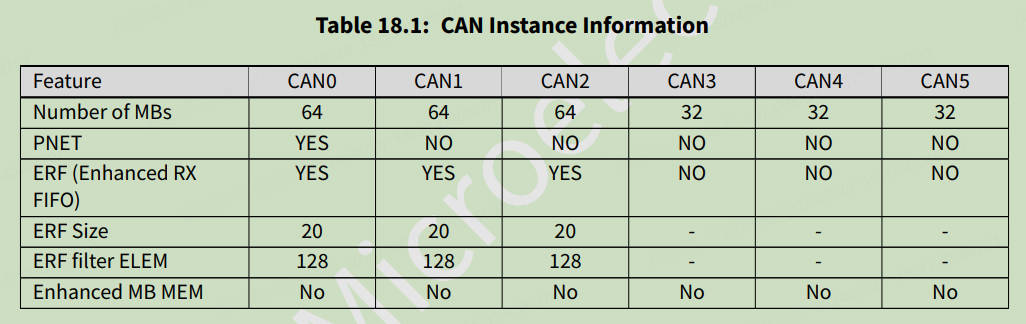 Table 18.1: CAN Instance Information
Feature CAN0 CAN1 CAN2 CAN3 CAN4 CAN5
Number of MBs 64 64 64 32 32 32
PNET YES NO NO NO NO NO
ERF (Enhanced RX YES YES YES NO NO NO
FIFO)
ERF Size 20 20 20 - - -
ERF filter ELEM 128 128 128 - - -
Enhanced MB MEM No No No No No No
Microelec